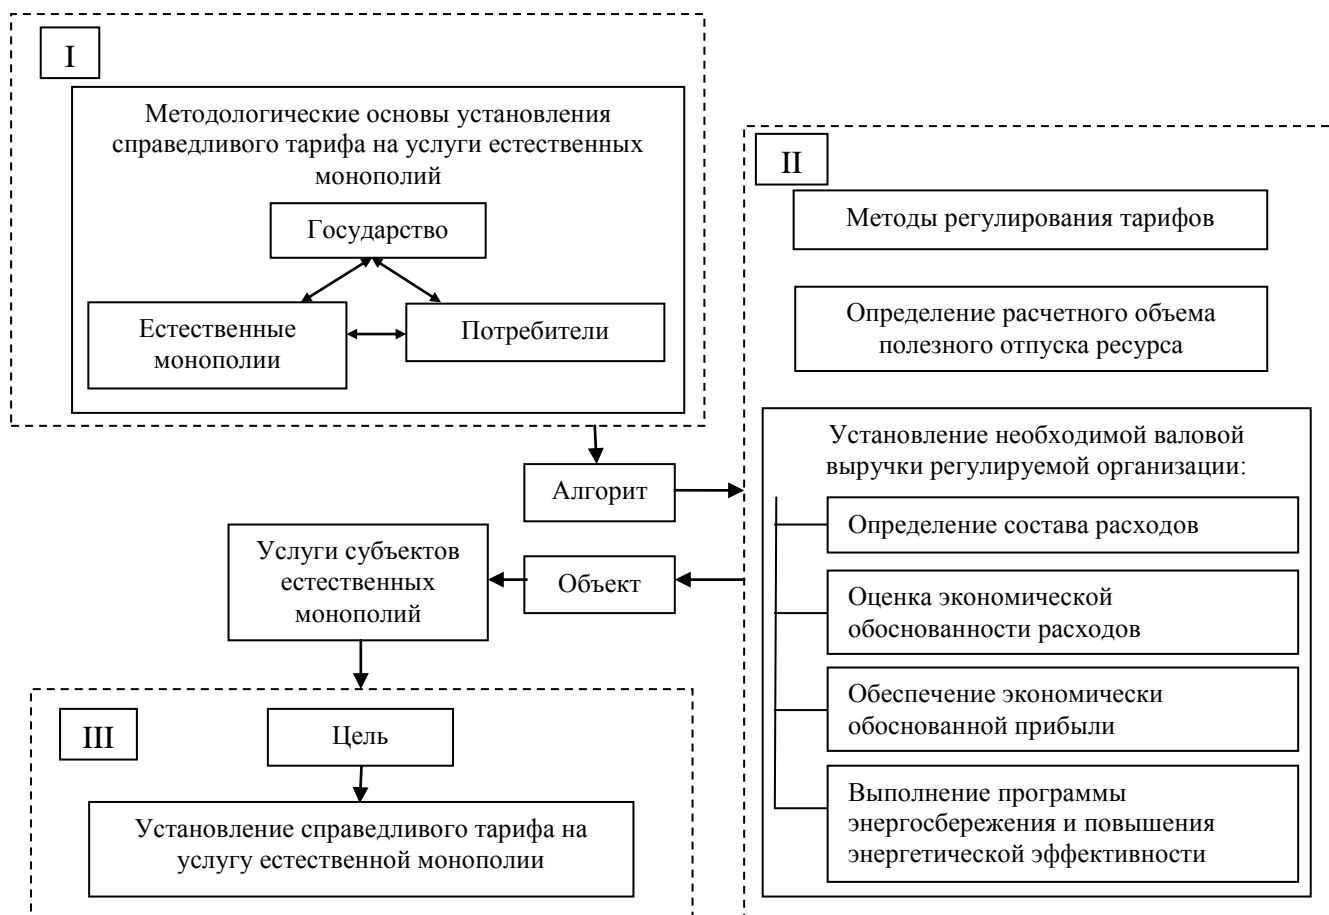 I
Методологические основы установления
справедливого тарифа на услуги естественных
монополий
Государство
Естественные
монополии
Потребители
Алгорит
Объект
Услуги субъектов
естественных
монополий
II
Методы регулирования тарифов
Определение расчетного объема
полезного отпуска ресурса
Установление необходимой валовой
выручки регулируемой организации:
Определение состава расходов
Оценка экономической
обоснованности расходов
Обеспечение экономически
обоснованной прибыли
Выполнение программы
энергосбережения и повышения
энергетической эффективности
III
Цель
Установление справедливого тарифа на
услугу естественной монополии